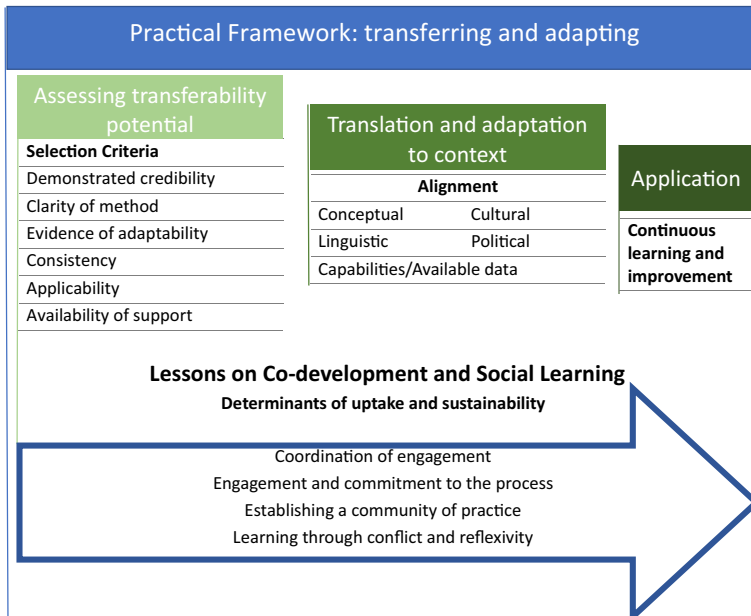 Practical Framework: transferring and adapting
Assessing transferability
potential
Selection Criteria
Demonstrated credibility
Clarity of method
Evidence of adaptability
Consistency
Applicability
Availability of support
Translation and adaptation
to context
Alignment
Conceptual Cultural
Linguistic Political
Capabilities/Available data
Application
Continuous
learning and
improvement
Lessons on Co-development and Social Learning
Determinants of uptake and sustainability
Coordination of engagement
Engagement and commitment to the process
Establishing a community of practice
Learning through conflict and reflexivity